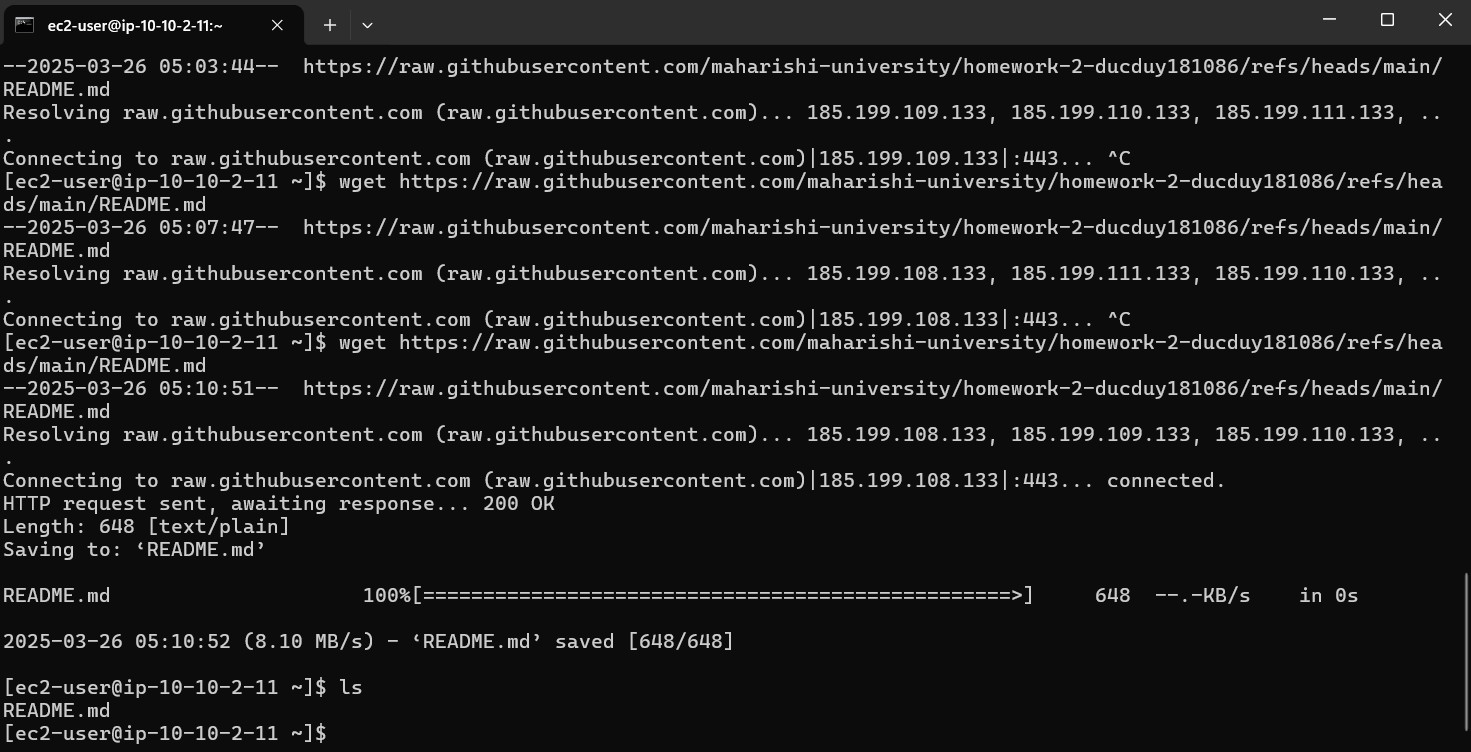 ec2-user@ip-10-10-2-11:~
--2025-03-26 05:03:44--  https://raw.githubusercontent.com/maharishi-university/homework-2-ducduy181086/refs/heads/main/
README.md
Resolving raw.githubusercontent.com (raw.githubusercontent.com)... 185.199.109.133, 185.199.110.133, 185.199.111.133, ..
.
Connecting to raw.githubusercontent.com (raw.githubusercontent.com)|185.199.109.133|:443... ^C
[ec2-user@ip-10-10-2-11 ~]$ wget https://raw.githubusercontent.com/maharishi-university/homework-2-ducduy181086/refs/hea
ds/main/README.md
--2025-03-26 05:07:47--  https://raw.githubusercontent.com/maharishi-university/homework-2-ducduy181086/refs/heads/main/
README.md
Resolving raw.githubusercontent.com (raw.githubusercontent.com)... 185.199.108.133, 185.199.111.133, 185.199.110.133, ..
.
Connecting to raw.githubusercontent.com (raw.githubusercontent.com)|185.199.108.133|:443... ^C
[ec2-user@ip-10-10-2-11 ~]$ wget https://raw.githubusercontent.com/maharishi-university/homework-2-ducduy181086/refs/hea
ds/main/README.md
--2025-03-26 05:10:51--  https://raw.githubusercontent.com/maharishi-university/homework-2-ducduy181086/refs/heads/main/
README.md
Resolving raw.githubusercontent.com (raw.githubusercontent.com)... 185.199.108.133, 185.199.109.133, 185.199.110.133, ..
.
Connecting to raw.githubusercontent.com (raw.githubusercontent.com)|185.199.108.133|:443... connected.
HTTP request sent, awaiting response... 200 OK
Length: 648 [text/plain]
Saving to: ‘README.md’
README.md                     100%[=================================================>]     648  --.-KB/s    in 0s
2025-03-26 05:10:52 (8.10 MB/s) - ‘README.md’ saved [648/648]
[ec2-user@ip-10-10-2-11 ~]$ ls
README.md
[ec2-user@ip-10-10-2-11 ~]$